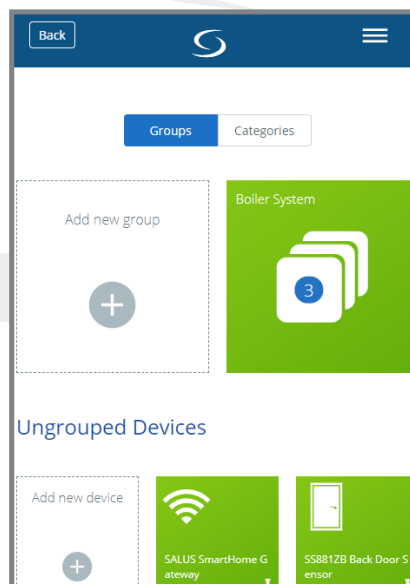 Back
Groups
Categories
Add new group
Boiler System
3
Ungrouped Devices
Add new device
SALUS SmartHome G
ateway
SS881ZB Back Door S
ensor